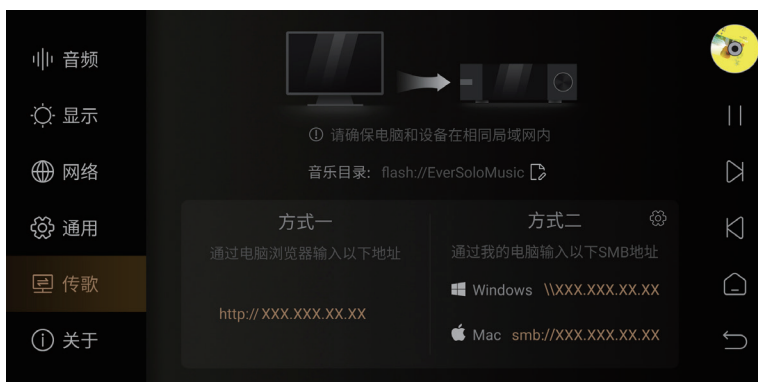 音频
显示
网络
通用
传歌
关于
请确保电脑和设备在相同局域网内
音乐目录: flash://EverSoloMusic
方式一
通过电脑浏览器输入以下地址
http://XXX.XXX.XX.XX
方式二
通过我的电脑输入以下SMB地址
Windows \\XXX.XXX.XX.XX
Mac smb://XXX.XXX.XX.XX